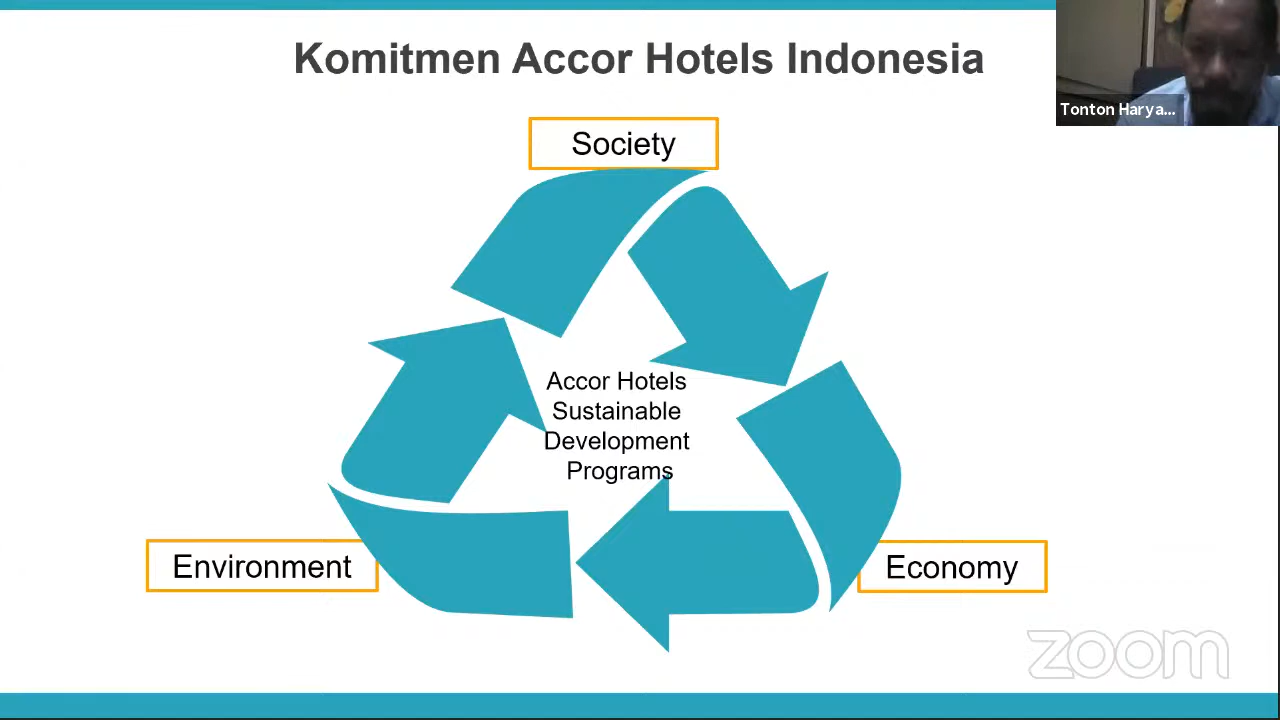 Komitmen Accor Hotels Indonesia
Tonton Harya...
Society
Accor Hotels
Sustainable
Development
Programs
Environment
Economy
zoom